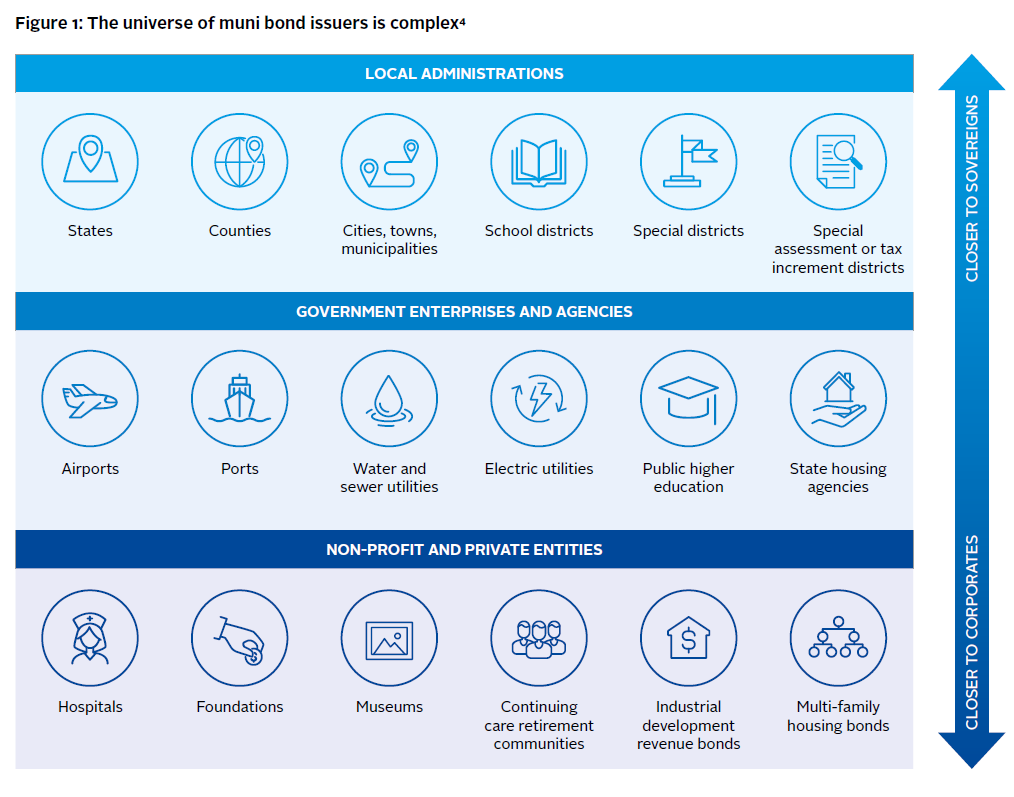 Figure 1: The universe of muni bond issuers is complex⁴
LOCAL ADMINISTRATIONS
States
Counties
Cities, towns,
municipalities
School districts
Special districts
Special
assessment or tax
increment districts
GOVERNMENT ENTERPRISES AND AGENCIES
Airports
Ports
Water and
sewer utilities
Electric utilities
Public higher
education
State housing
agencies
NON-PROFIT AND PRIVATE ENTITIES
Hospitals
Foundations
Museums
Continuing
care retirement
communities
Industrial
development
revenue bonds
Multi-family
housing bonds
CLOSER TO SOVEREIGNS
CLOSER TO CORPORATES